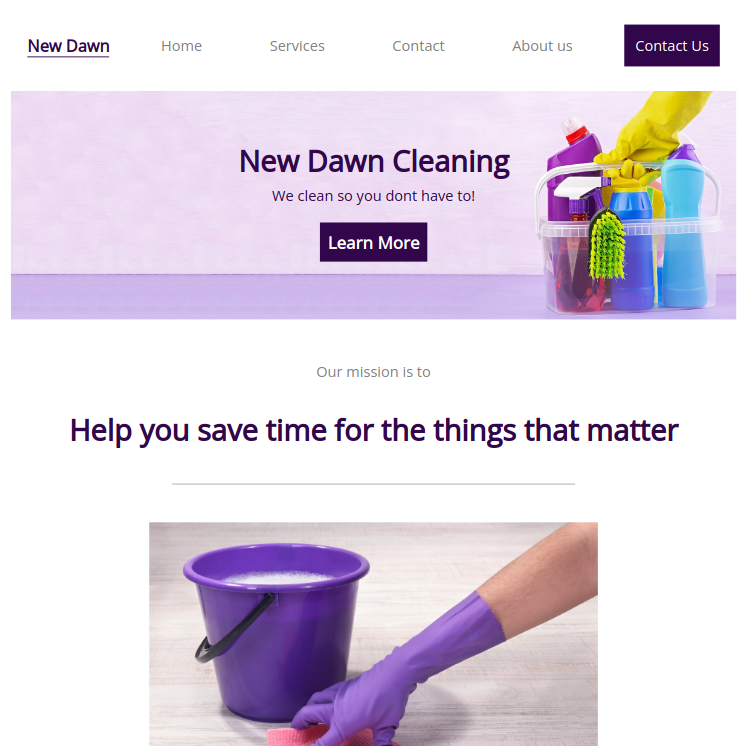 New Dawn Home Services Contact About us Contact Us
New Dawn Cleaning
We clean so you dont have to!
Learn More
Our mission is to
Help you save time for the things that matter